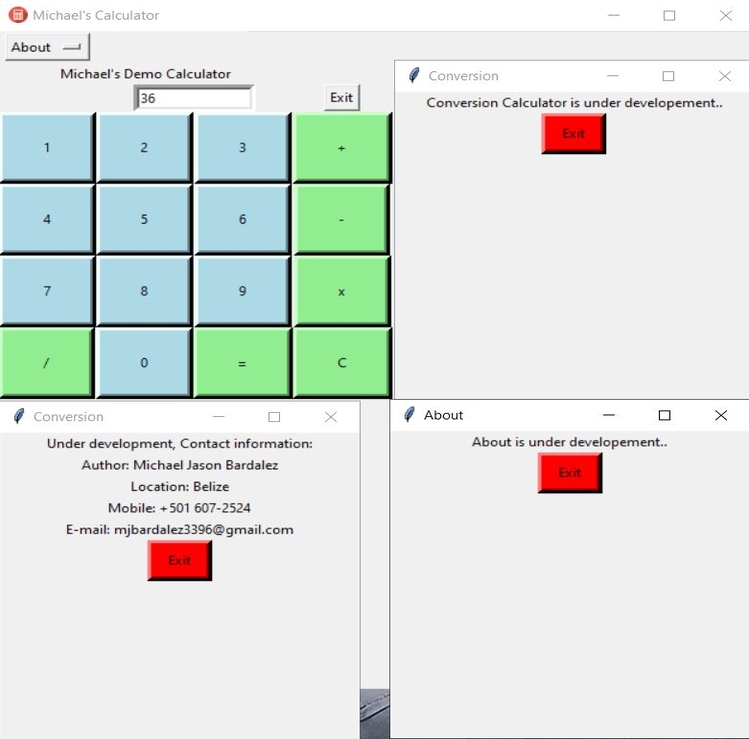 Michael's Calculator
About
Michael's Demo Calculator
36
Exit
1 2 3 +
4 5 6 -
7 8 9 x
/ 0 = C
Conversion
Conversion Calculator is under developement..
Exit
Conversion
Under development, Contact information:
Author: Michael Jason Bardalez
Location: Belize
Mobile: +501 607-2524
E-mail: mjbardalez3396@gmail.com
Exit
About
About is under developement..
Exit